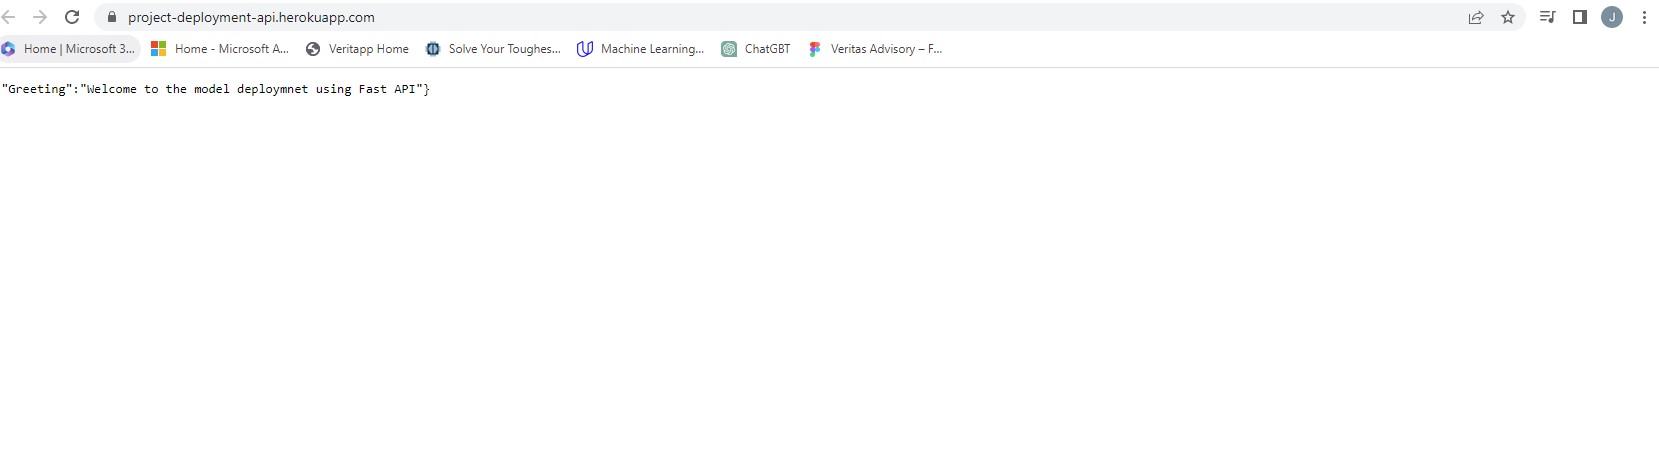 project-deployment-api.herokuapp.com
J
Home | Microsoft 3... Home - Microsoft A... Veritapp Home Solve Your Toughes... Machine Learning... ChatGBT Veritas Advisory – F...
"Greeting":"Welcome to the model deploymnet using Fast API"}